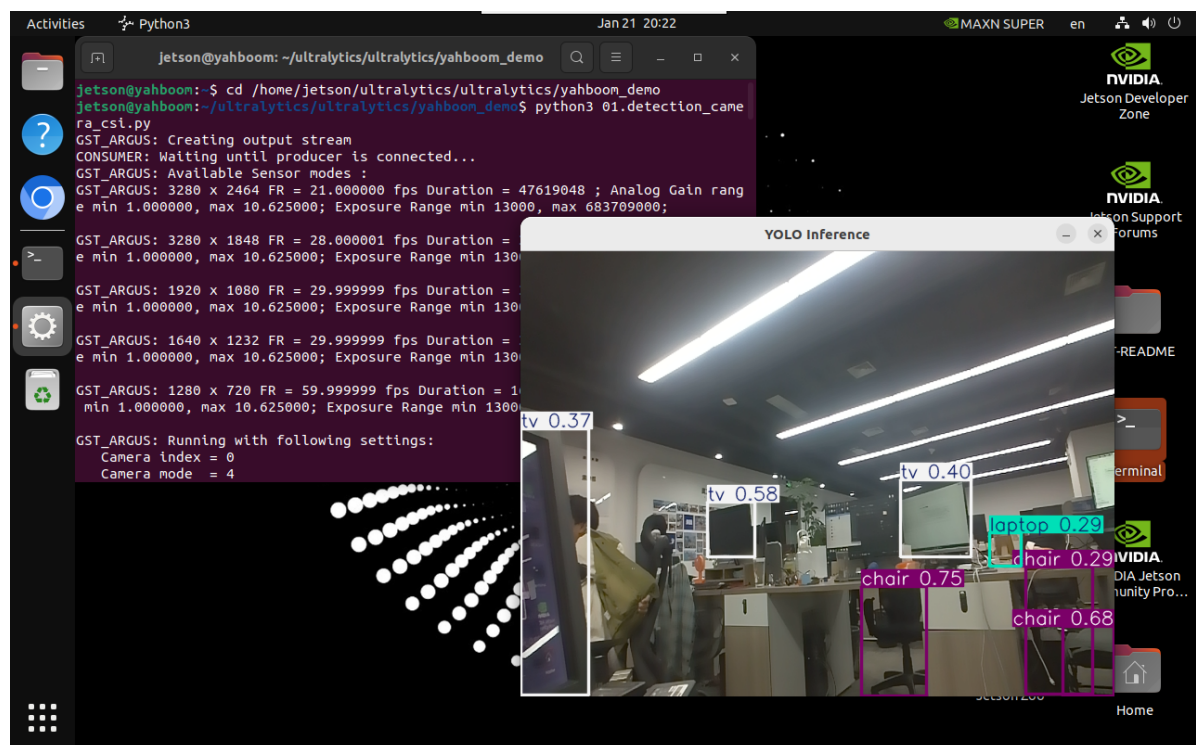 Activities
Python3
Jan 21 20:22
MAXN SUPER
en
jetson@yahboom: ~/ultralytics/ultralytics/yahboom_demo
jetson@yahboom:~$ cd /home/jetson/ultralytics/ultralytics/yahboom_demo
jetson@yahboom:~/ultralytics/ultralytics/yahboom_demo$ python3 01.detection_came
ra_csi.py
GST_ARGUS: Creating output stream
CONSUMER: Waiting until producer is connected...
GST_ARGUS: Available Sensor modes :
GST_ARGUS: 3280 x 2464 FR = 21.000000 fps Duration = 47619048 ; Analog Gain rang
e min 1.000000, max 10.625000; Exposure Range min 13000, max 683709000;
GST_ARGUS: 3280 x 1848 FR = 28.000001 fps Duration =
e min 1.000000, max 10.625000; Exposure Range min 130
GST_ARGUS: 1920 x 1080 FR = 29.999999 fps Duration =
e min 1.000000, max 10.625000; Exposure Range min 130
GST_ARGUS: 1640 x 1232 FR = 29.999999 fps Duration =
e min 1.000000, max 10.625000; Exposure Range min 130
GST_ARGUS: 1280 x 720 FR = 59.999999 fps Duration = 1
min 1.000000, max 10.625000; Exposure Range min 1300
GST_ARGUS: Running with following settings:
Camera index = 0
Camera mode = 4
YOLO Inference
tv 0.37
tv 0.58
tv 0.40
laptop 0.29
chair 0.29
chair 0.75
chair 0.68
NVIDIA.
Jetson Developer
Zone
NVIDIA.
Jetson Support
Forums
-README
>_
erminal
NVIDIA.
DIA Jetson
unity Pro...
Home